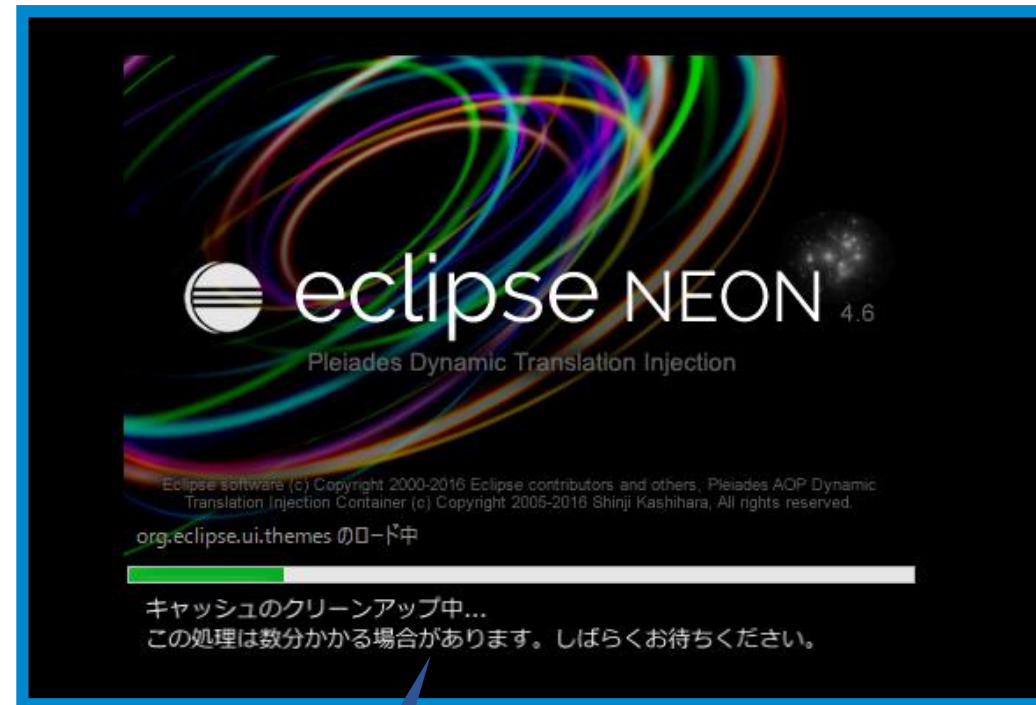 eclipse NEON 4.6
Pleiades Dynamic Translation Injection
Eclipse software (c) Copyright 2000-2016 Eclipse contributors and others, Pleiades AOP Dynamic
Translation Injection Container (c) Copyright 2005-2016 Shinji Kashihara, All rights reserved.
org.eclipse.ui.themes のロード中
キャッシュのクリーンアップ中...
この処理は数分かかる場合があります。しばらくお待ちください。